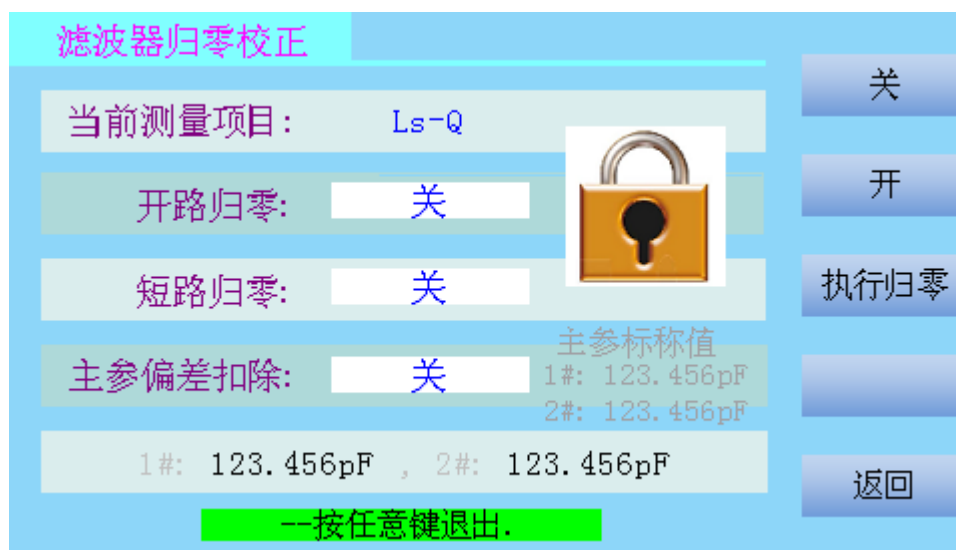 滤波器归零校正
关
当前测量项目: Ls-Q
开
开路归零: 关
执行归零
短路归零: 关
主参标称值
主参偏差扣除: 关 1#: 123.456pF
2#: 123.456pF
1#: 123.456pF , 2#: 123.456pF
返回
--按任意键退出.